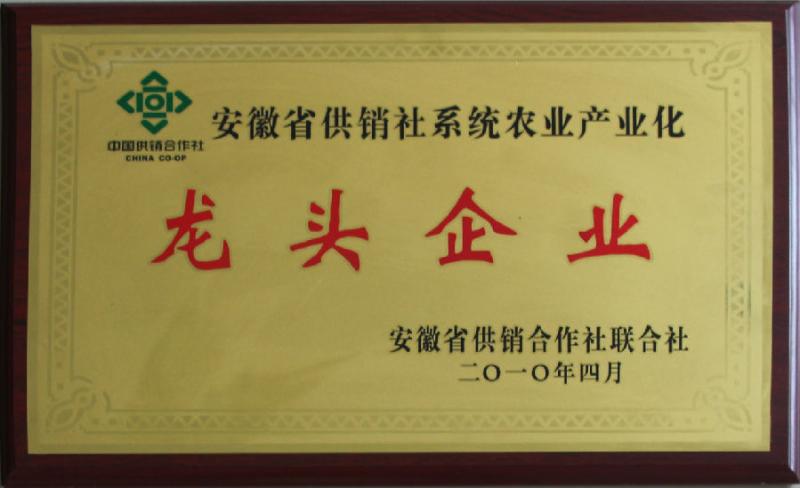 中国供销合作社
CHINA CO-OP
安徽省供销社系统农业产业化
龙头企业
安徽省供销合作社联合社
二〇一〇年四月